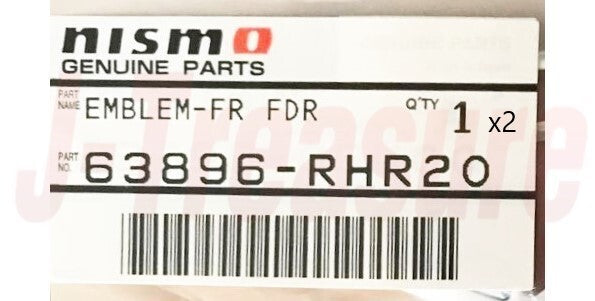 nismo
GENUINE PARTS
PART NAME EMBLEM-FR FDR Q'TY 1 x2
PART NO. 63896-RHR20
J-Treasure